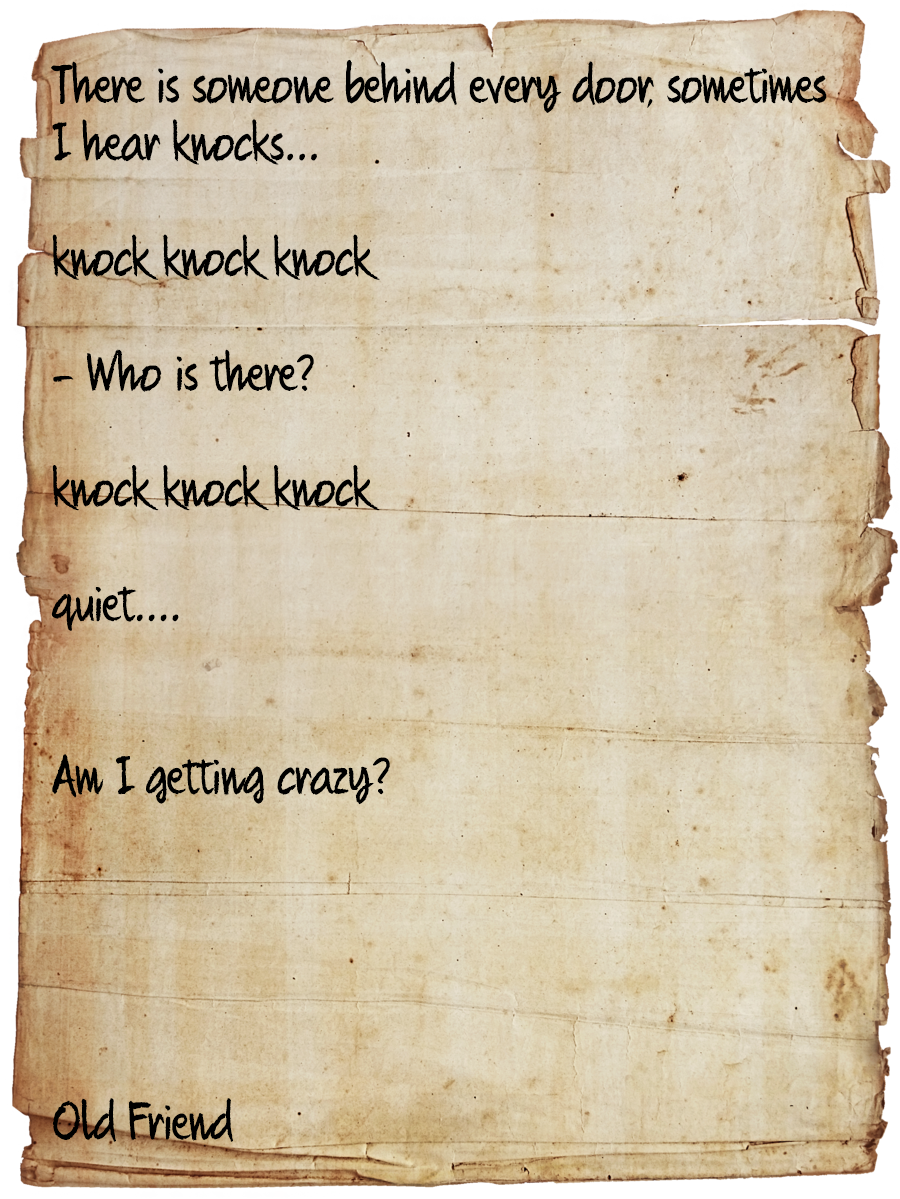 There is someone behind every door, sometimes
I hear knocks...
knock knock knock
- Who is there?
knock knock knock
quiet....
Am I getting crazy?
Old Friend